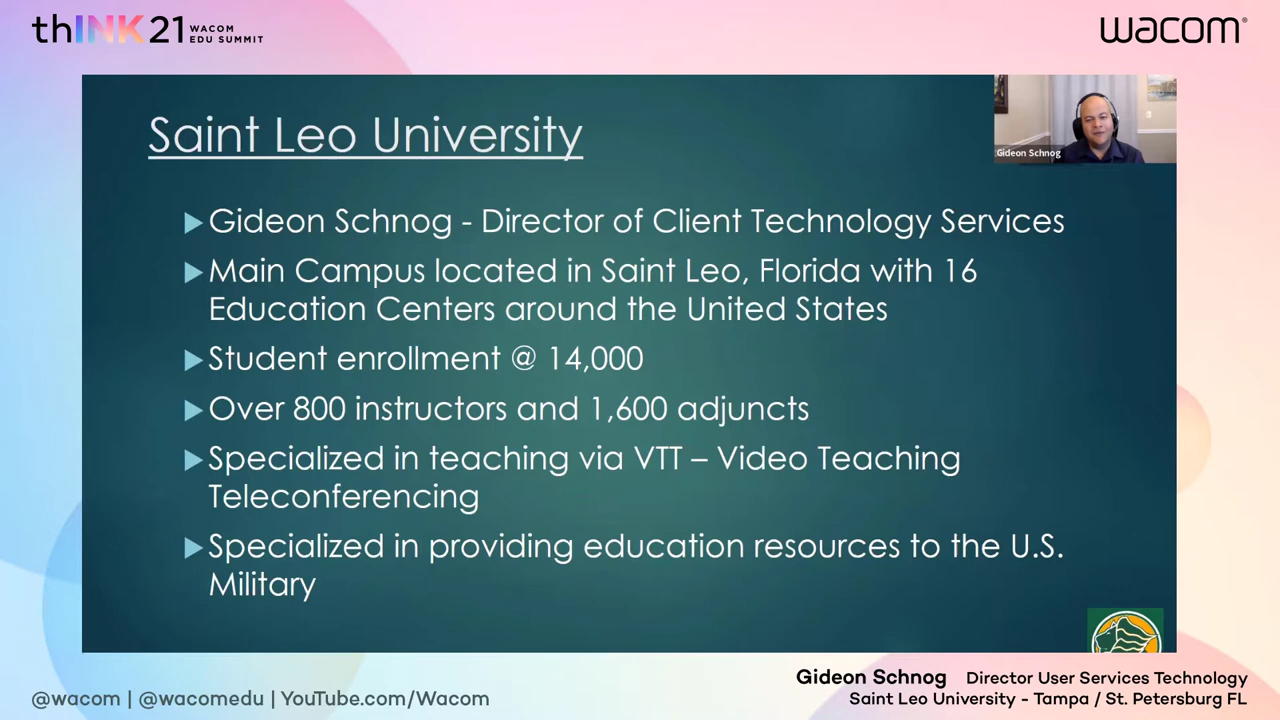 thINK21 WACOM
EDU SUMMIT
wacom®
Saint Leo University
Gideon Schnog
Gideon Schnog - Director of Client Technology Services
Main Campus located in Saint Leo, Florida with 16
Education Centers around the United States
Student enrollment @ 14,000
Over 800 instructors and 1,600 adjuncts
Specialized in teaching via VTT – Video Teaching
Teleconferencing
Specialized in providing education resources to the U.S.
Military
Gideon Schnog Director User Services Technology
Saint Leo University - Tampa / St. Petersburg FL
@wacom | @wacomedu | YouTube.com/Wacom